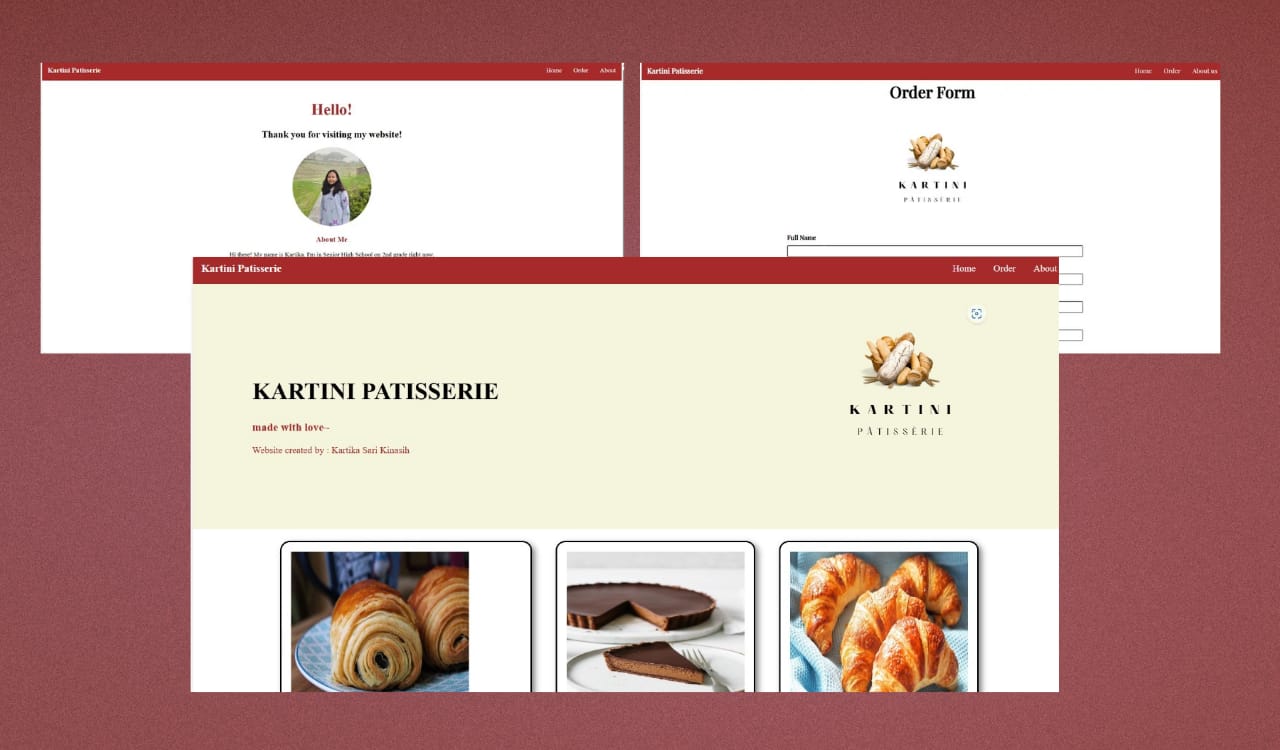 Kartini Patisserie
Home Order About
Hello!
Thank you for visiting my website!
About Me
Hi there! My name is Kartika. I'm in Senior High School on 2nd grade right now.
Kartini Patisserie
Home Order About us
Order Form
KARTINI
PÂTISSÈRIE
Full Name
Kartini Patisserie
Home Order About
KARTINI PATISSERIE
made with love~
Website created by : Kartika Sari Kinasih
KARTINI
PÂTISSÈRIE